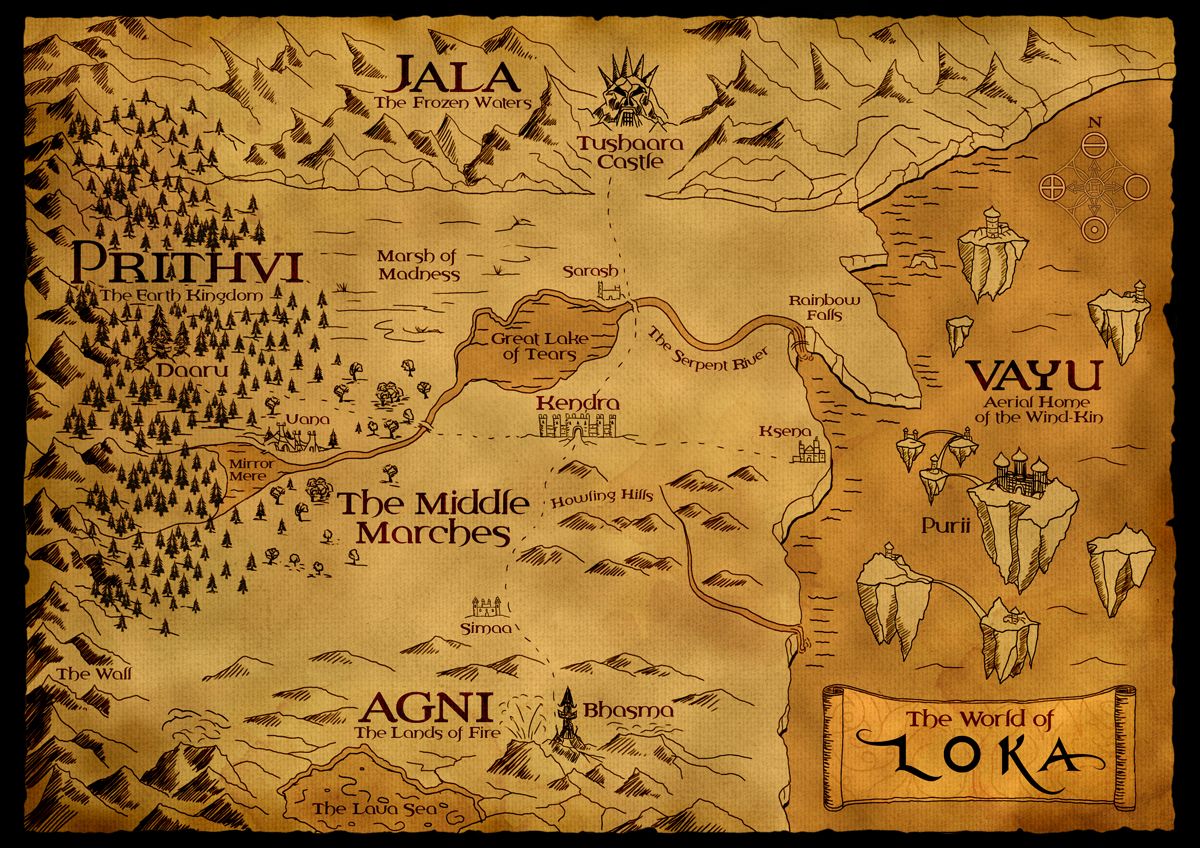 JALA
The Frozen Waters
Tushaara
Castle
N
PRITHVI
The Earth Kingdom
Marsh of
Madness
Sarash
Rainbow
Falls
Great Lake
of Tears
The Serpent River
Daaru
VAYU
Aerial Home
of the Wind-Kin
Kendra
Vana
Ksena
Mirror
Mere
The Middle
Marches
Howling Hills
Purii
Simaa
The Wall
AGNI
The Lands of Fire
Bhasma
The Lava Sea
The World of
LOKA